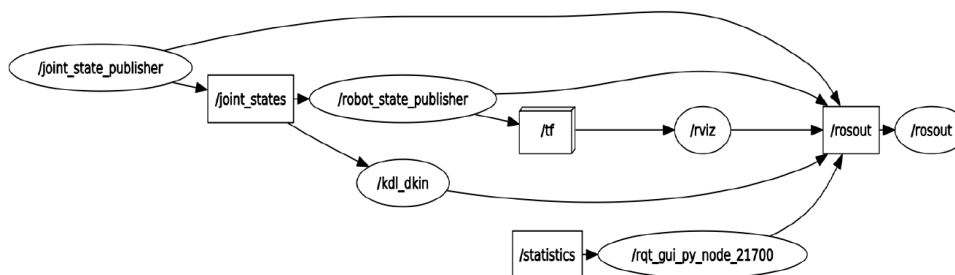 /joint_state_publisher
/joint_states
/robot_state_publisher
/tf
/rviz
/rosout
/rosout
/kdl_dkin
/statistics
/rqt_gui_py_node_21700